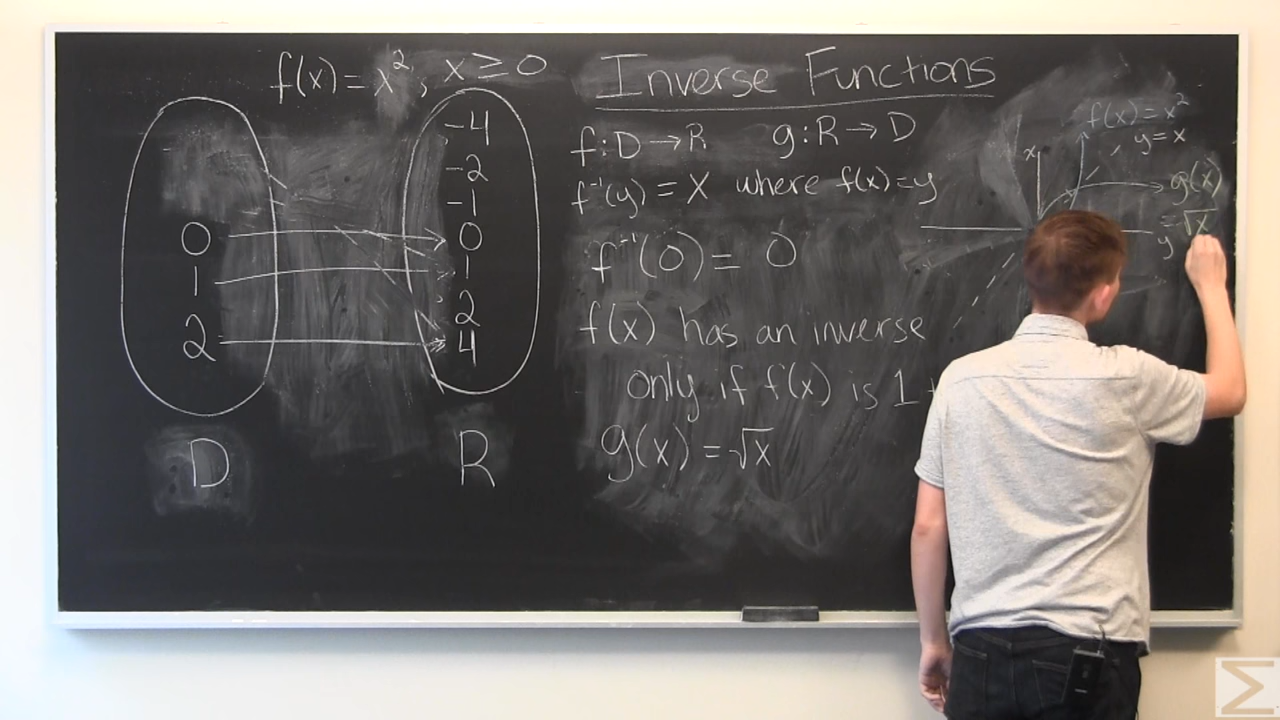 f(x) = x², x ≥ 0
0
1
2
D
-4
-2
-1
0
1
2
4
R
Inverse Functions
f: D → R g: R → D
f⁻¹(y) = x where f(x) = y
f⁻¹(0) = 0
f(x) has an inverse
only if f(x) is 1
g(x) = √x
f(x) = x²
y = x
x
g(x)
= √x
y
Σ